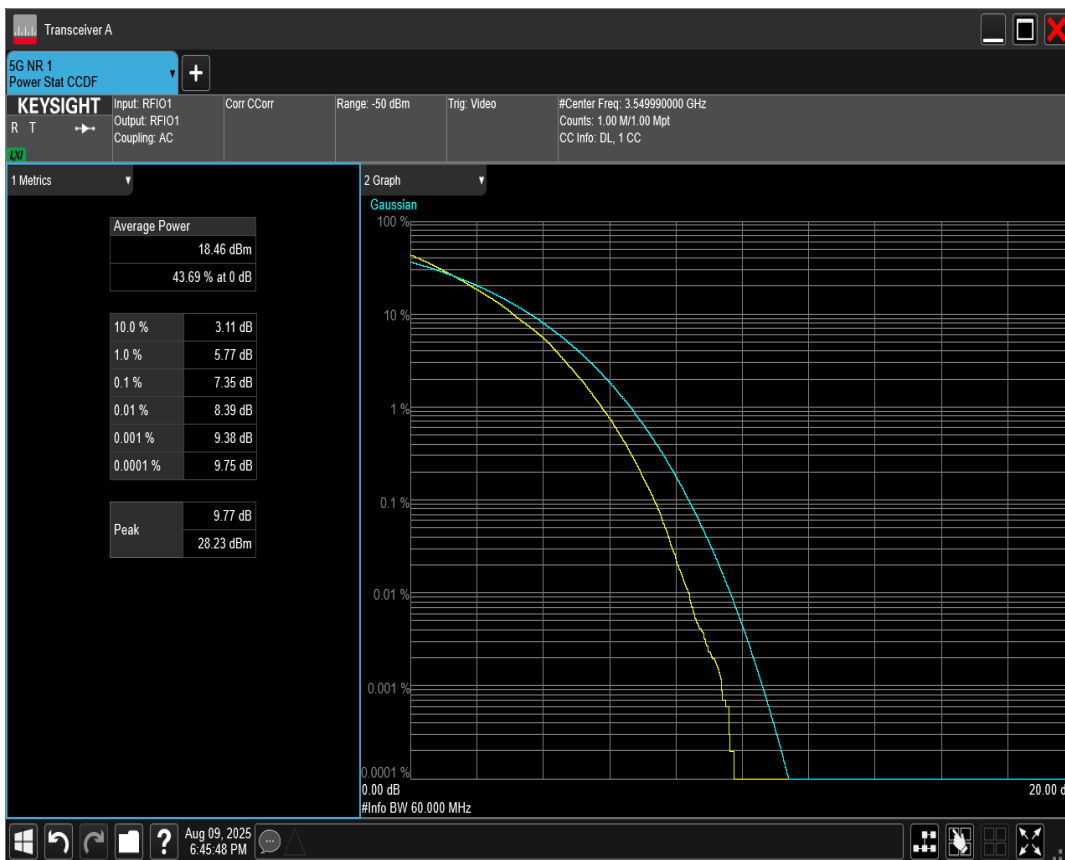 Transceiver A
5G NR 1
Power Stat CCDF
+
KEYSIGHT
R T
LXI
Input: RFIO1
Output: RFIO1
Coupling: AC
Corr CCorr
Range: -50 dBm
Trig: Video
#Center Freq: 3.549990000 GHz
Counts: 1.00 M/1.00 Mpt
CC Info: DL, 1 CC
1 Metrics
Average Power
18.46 dBm
43.69 % at 0 dB
10.0 % 3.11 dB
1.0 % 5.77 dB
0.1 % 7.35 dB
0.01 % 8.39 dB
0.001 % 9.38 dB
0.0001 % 9.75 dB
Peak 9.77 dB
28.23 dBm
2 Graph
Gaussian
100 %
10 %
1 %
0.1 %
0.01 %
0.001 %
0.0001 %
0.00 dB 20.00 d
#Info BW 60.000 MHz
?
Aug 09, 2025
6:45:48 PM